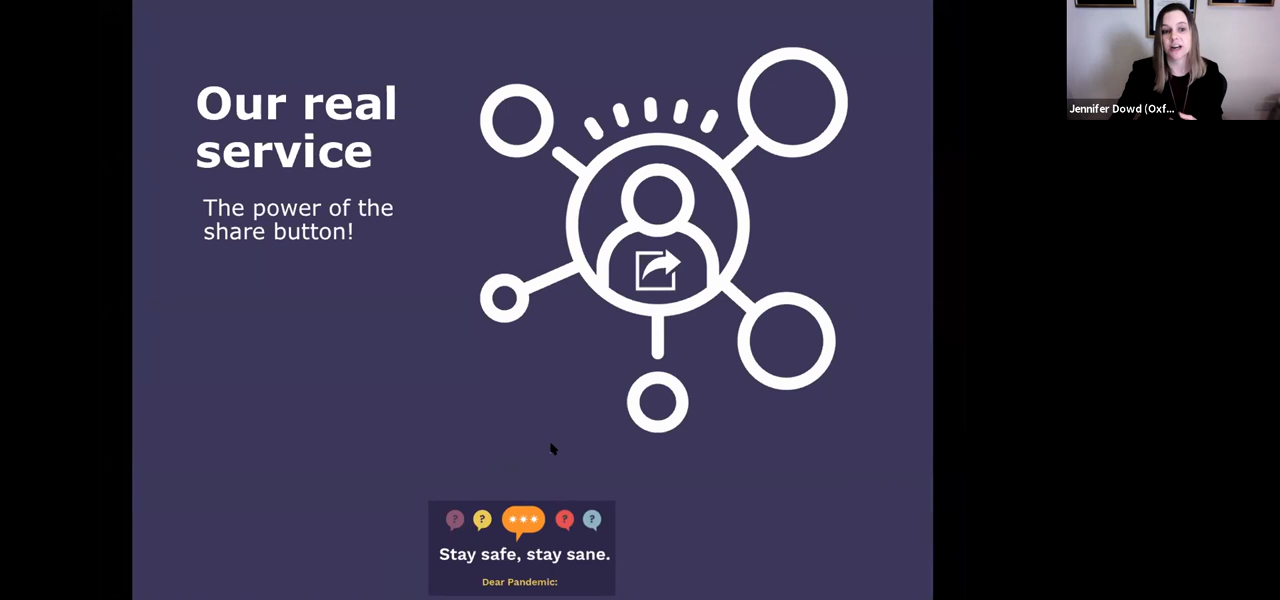 Our real
service
The power of the
share button!
Jennifer Dowd (Oxf...
? ? ? ?
Stay safe, stay sane.
Dear Pandemic: